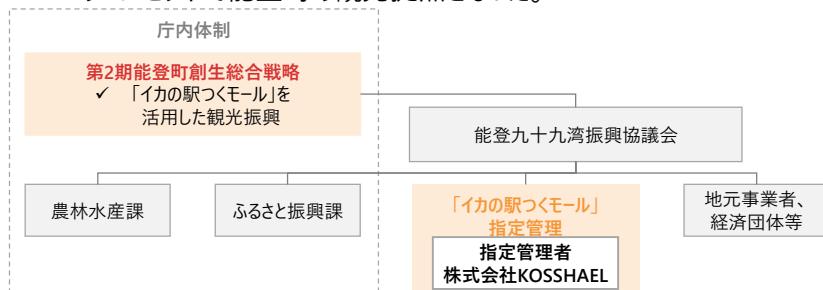 庁内体制
第2期能登町創生総合戦略
✓ 「イカの駅つくモール」を
活用した観光振興
能登九十九湾振興協議会
農林水産課
ふるさと振興課
「イカの駅つくモール」
指定管理
指定管理者
株式会社KOSSHAEL
地元事業者、
経済団体等